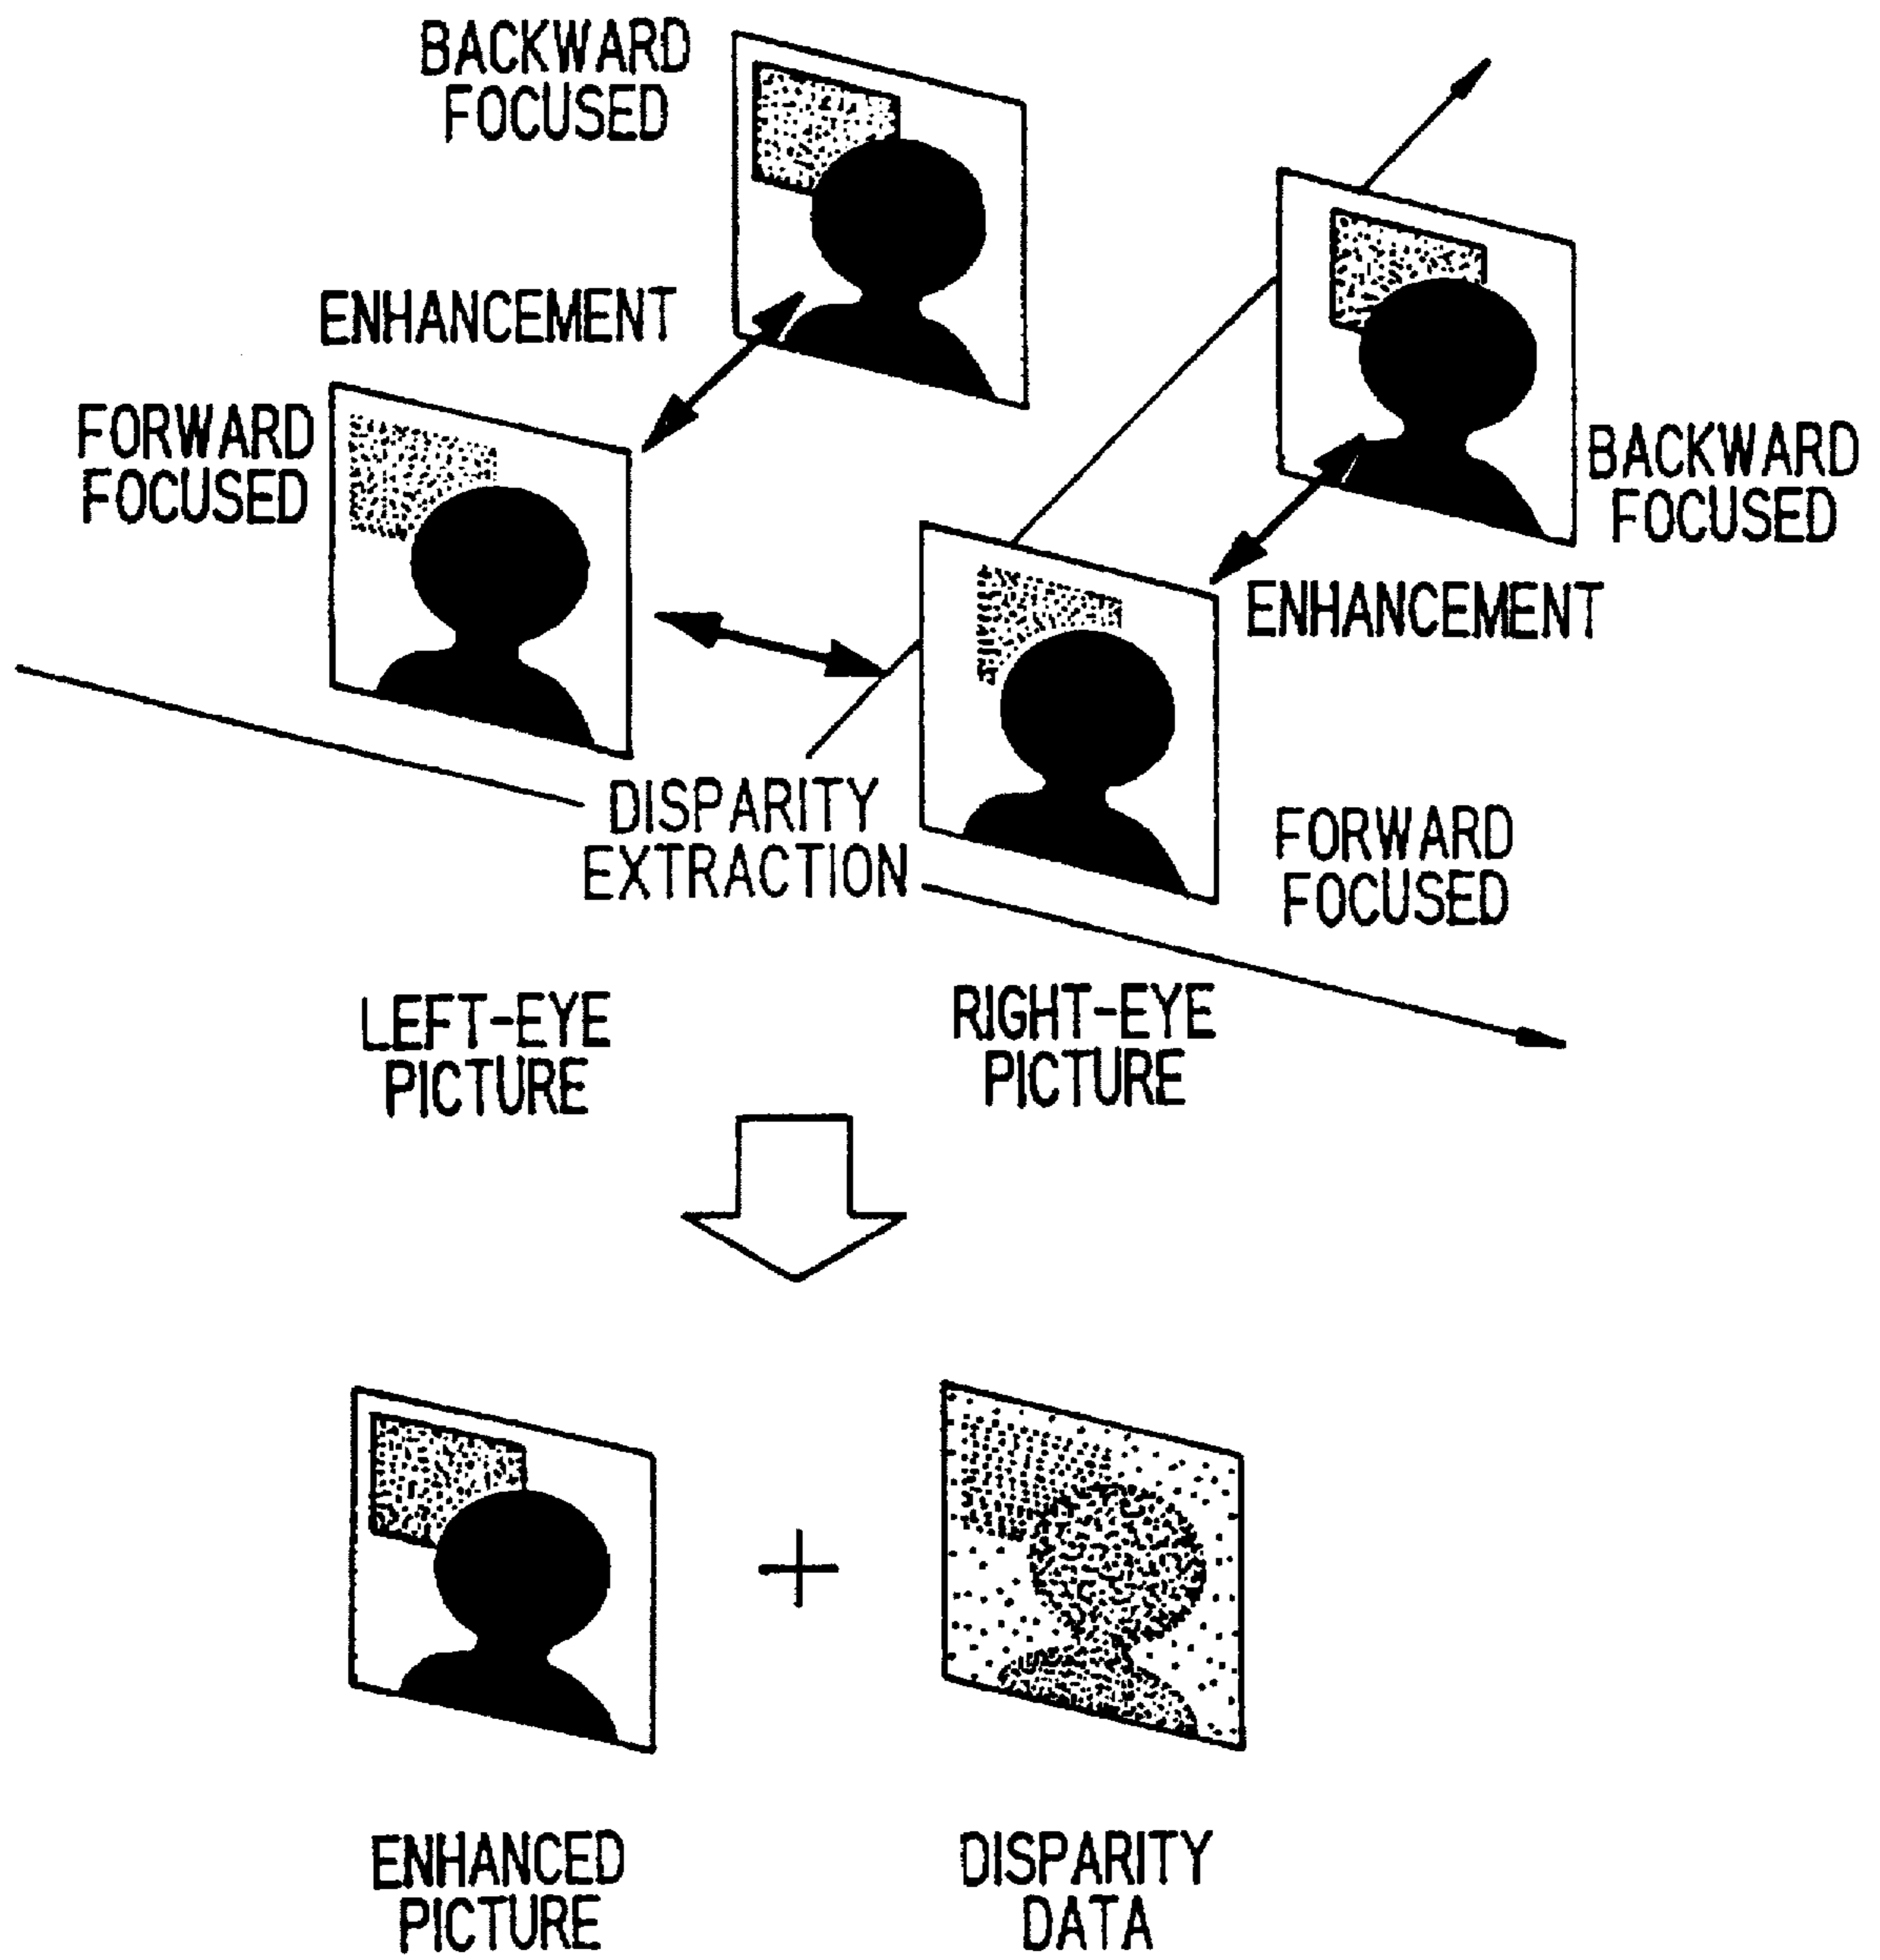 BACKWARD
FOCUSED
ENHANCEMENT
FORWARD
FOCUSED
BACKWARD
FOCUSED
ENHANCEMENT
DISPARITY
EXTRACTION
FORWARD
FOCUSED
LEFT-EYE
PICTURE
RIGHT-EYE
PICTURE
+
ENHANCED
PICTURE
DISPARITY
DATA